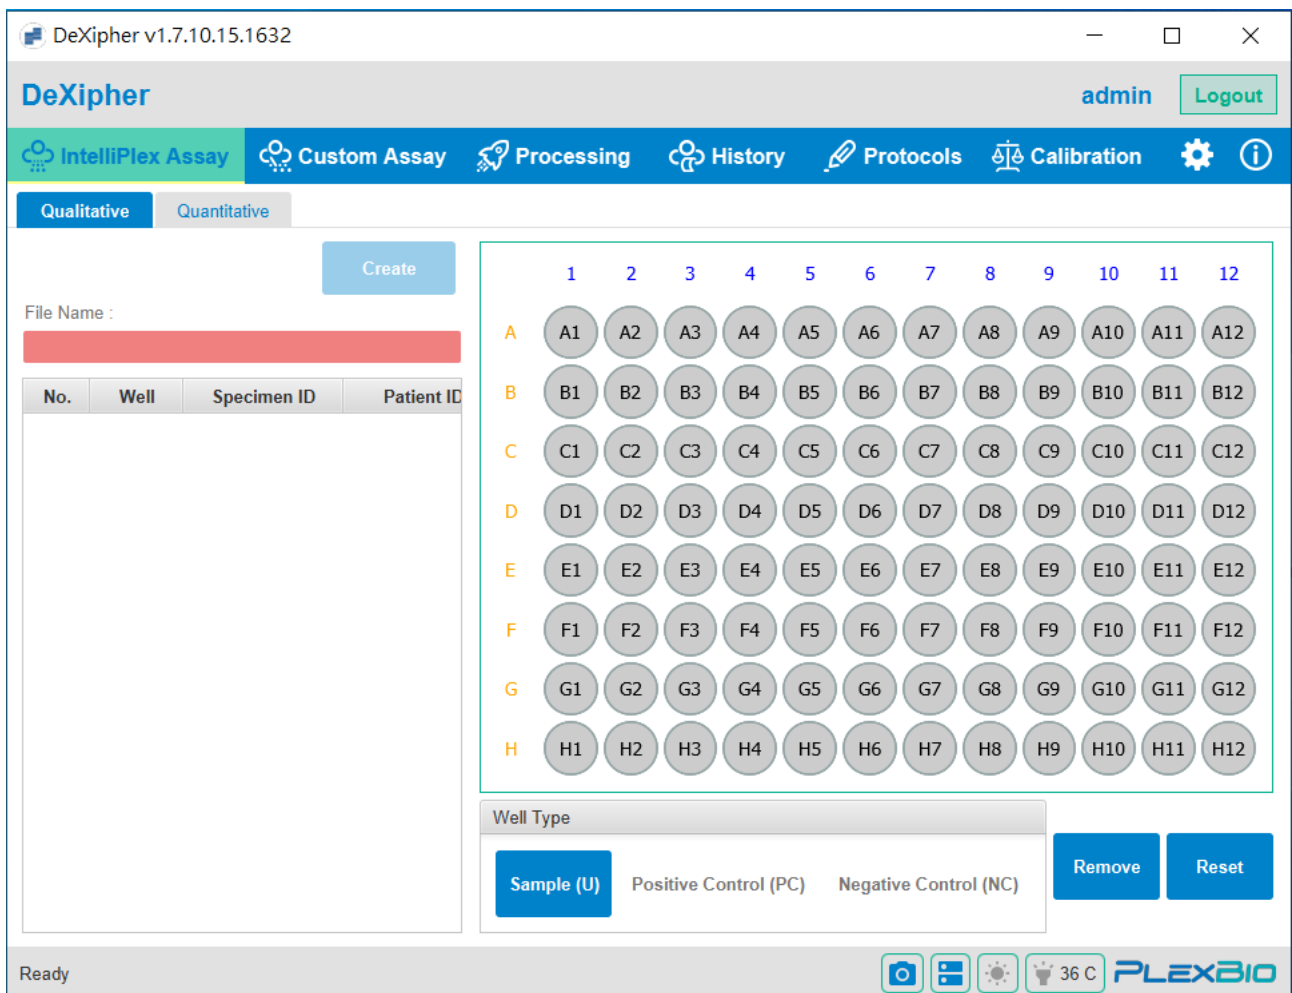 DeXipher v1.7.10.15.1632
DeXipher admin Logout
IntelliPlex Assay Custom Assay Processing History Protocols Calibration
Qualitative Quantitative
Create
File Name :
No. Well Specimen ID Patient ID
1 2 3 4 5 6 7 8 9 10 11 12
A A1 A2 A3 A4 A5 A6 A7 A8 A9 A10 A11 A12
B B1 B2 B3 B4 B5 B6 B7 B8 B9 B10 B11 B12
C C1 C2 C3 C4 C5 C6 C7 C8 C9 C10 C11 C12
D D1 D2 D3 D4 D5 D6 D7 D8 D9 D10 D11 D12
E E1 E2 E3 E4 E5 E6 E7 E8 E9 E10 E11 E12
F F1 F2 F3 F4 F5 F6 F7 F8 F9 F10 F11 F12
G G1 G2 G3 G4 G5 G6 G7 G8 G9 G10 G11 G12
H H1 H2 H3 H4 H5 H6 H7 H8 H9 H10 H11 H12
Well Type
Sample (U) Positive Control (PC) Negative Control (NC) Remove Reset
Ready 36 C PLEXBIO